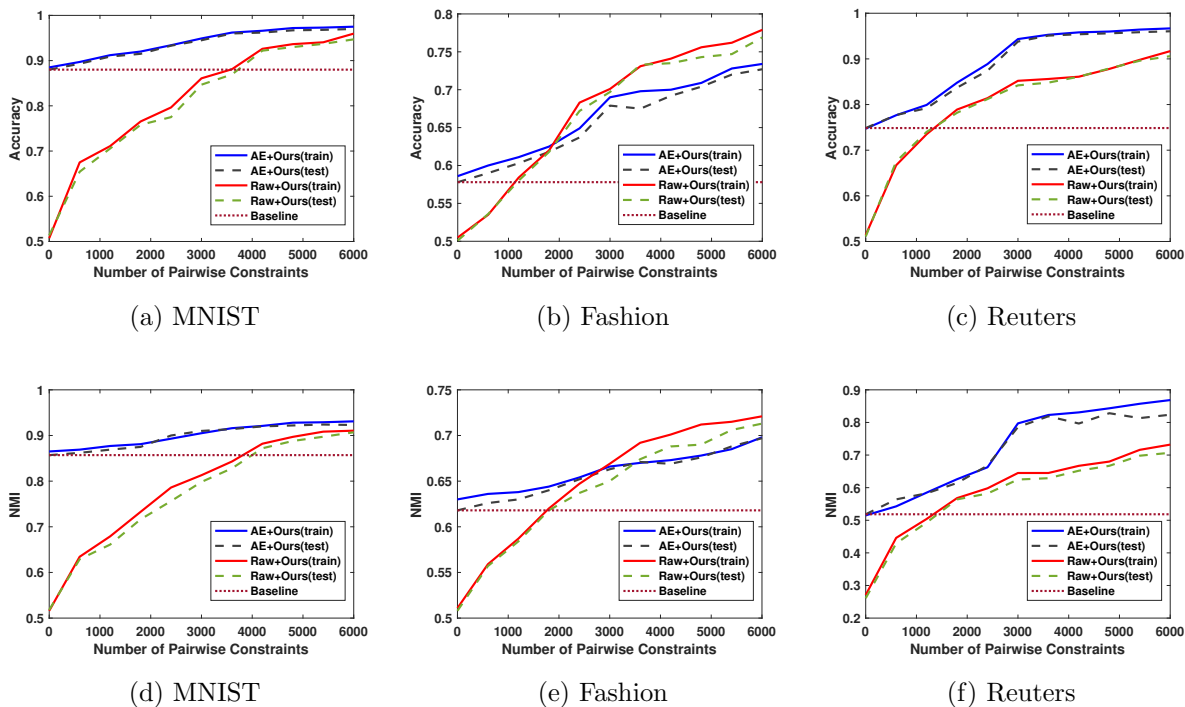 1
0.9
0.8
0.7
0.6
0.5
Accuracy
0 1000 2000 3000 4000 5000 6000
Number of Pairwise Constraints
AE+Ours(train)
AE+Ours(test)
Raw+Ours(train)
Raw+Ours(test)
Baseline
(a) MNIST
0.8
0.75
0.7
0.65
0.6
0.55
0.5
Accuracy
0 1000 2000 3000 4000 5000 6000
Number of Pairwise Constraints
AE+Ours(train)
AE+Ours(test)
Raw+Ours(train)
Raw+Ours(test)
Baseline
(b) Fashion
1
0.9
0.8
0.7
0.6
0.5
Accuracy
0 1000 2000 3000 4000 5000 6000
Number of Pairwise Constraints
AE+Ours(train)
AE+Ours(test)
Raw+Ours(train)
Raw+Ours(test)
Baseline
(c) Reuters
1
0.9
0.8
0.7
0.6
0.5
NMI
0 1000 2000 3000 4000 5000 6000
Number of Pairwise Constraints
AE+Ours(train)
AE+Ours(test)
Raw+Ours(train)
Raw+Ours(test)
Baseline
(d) MNIST
0.75
0.7
0.65
0.6
0.55
0.5
NMI
0 1000 2000 3000 4000 5000 6000
Number of Pairwise Constraints
AE+Ours(train)
AE+Ours(test)
Raw+Ours(train)
Raw+Ours(test)
Baseline
(e) Fashion
0.9
0.8
0.7
0.6
0.5
0.4
0.3
0.2
NMI
0 1000 2000 3000 4000 5000 6000
Number of Pairwise Constraints
AE+Ours(train)
AE+Ours(test)
Raw+Ours(train)
Raw+Ours(test)
Baseline
(f) Reuters